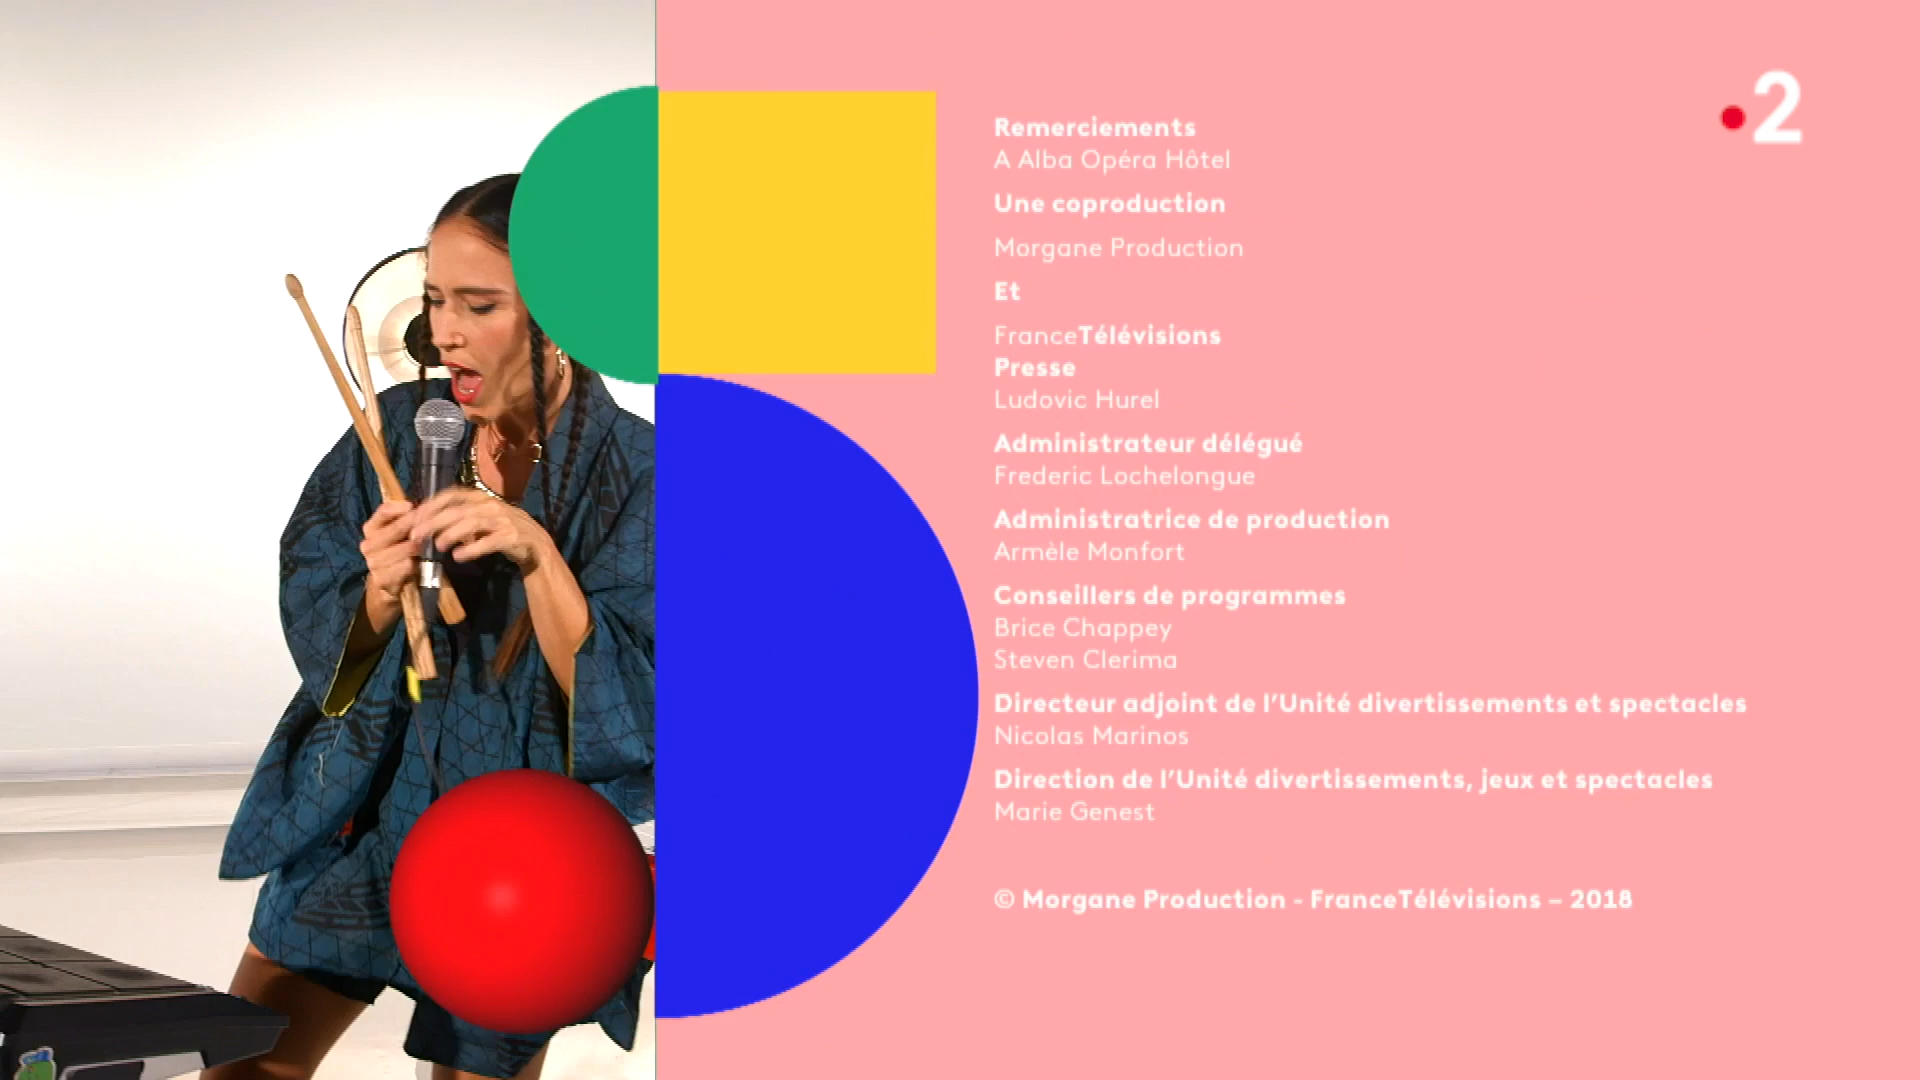 Remerciements
A Alba Opéra Hôtel
Une coproduction
Morgane Production
Et
FranceTélévisions
Presse
Ludovic Hurel
Administrateur délégué
Frederic Lochelongue
Administratrice de production
Armèle Monfort
Conseillers de programmes
Brice Chappey
Steven Clerima
Directeur adjoint de l’Unité divertissements et spectacles
Nicolas Marinos
Direction de l’Unité divertissements, jeux et spectacles
Marie Genest
© Morgane Production - FranceTélévisions – 2018
2